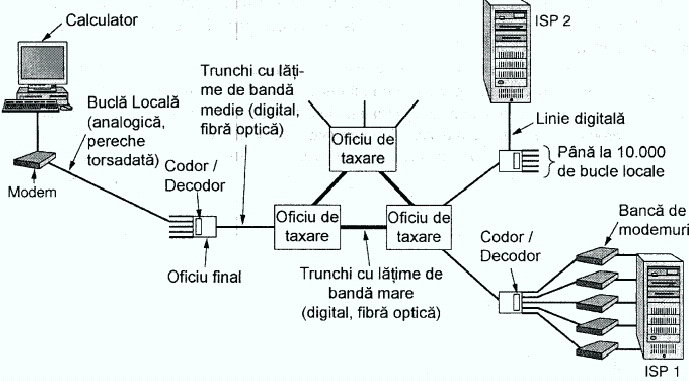 Calculator
Buclă Locală
(analogică,
pereche
torsadată)
Modem
Trunchi cu lăți-
me de bandă
medie (digital,
fibră optică)
Codor /
Decodor
Oficiu final
Oficiu de
taxare
Oficiu de
taxare
Oficiu de
taxare
Trunchi cu lățime de
bandă mare
(digital, fibră optică)
ISP 2
Linie digitală
Până la 10.000
de bucle locale
Codor /
Decodor
Bancă de
modemuri
ISP 1